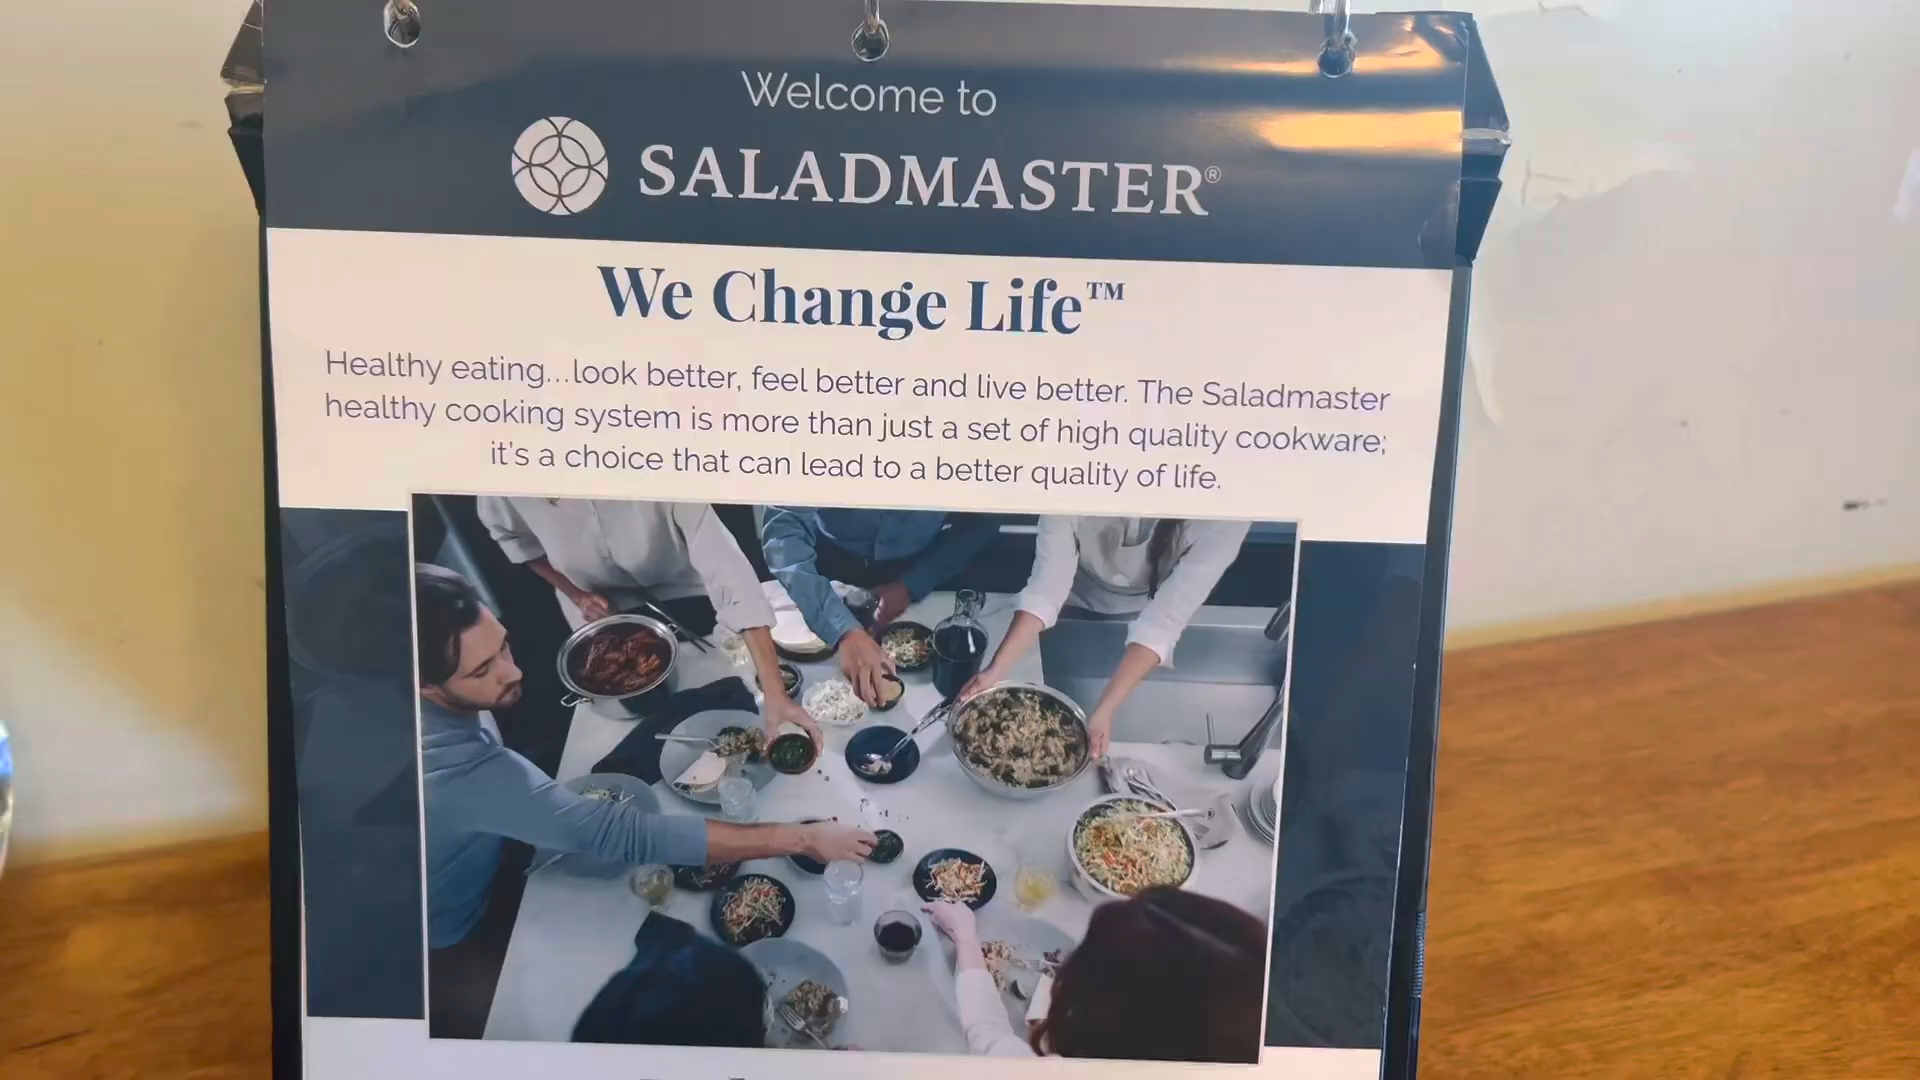 Welcome to
SALADMASTER®
We Change Life™
Healthy eating...look better, feel better and live better. The Saladmaster
healthy cooking system is more than just a set of high quality cookware;
it's a choice that can lead to a better quality of life.